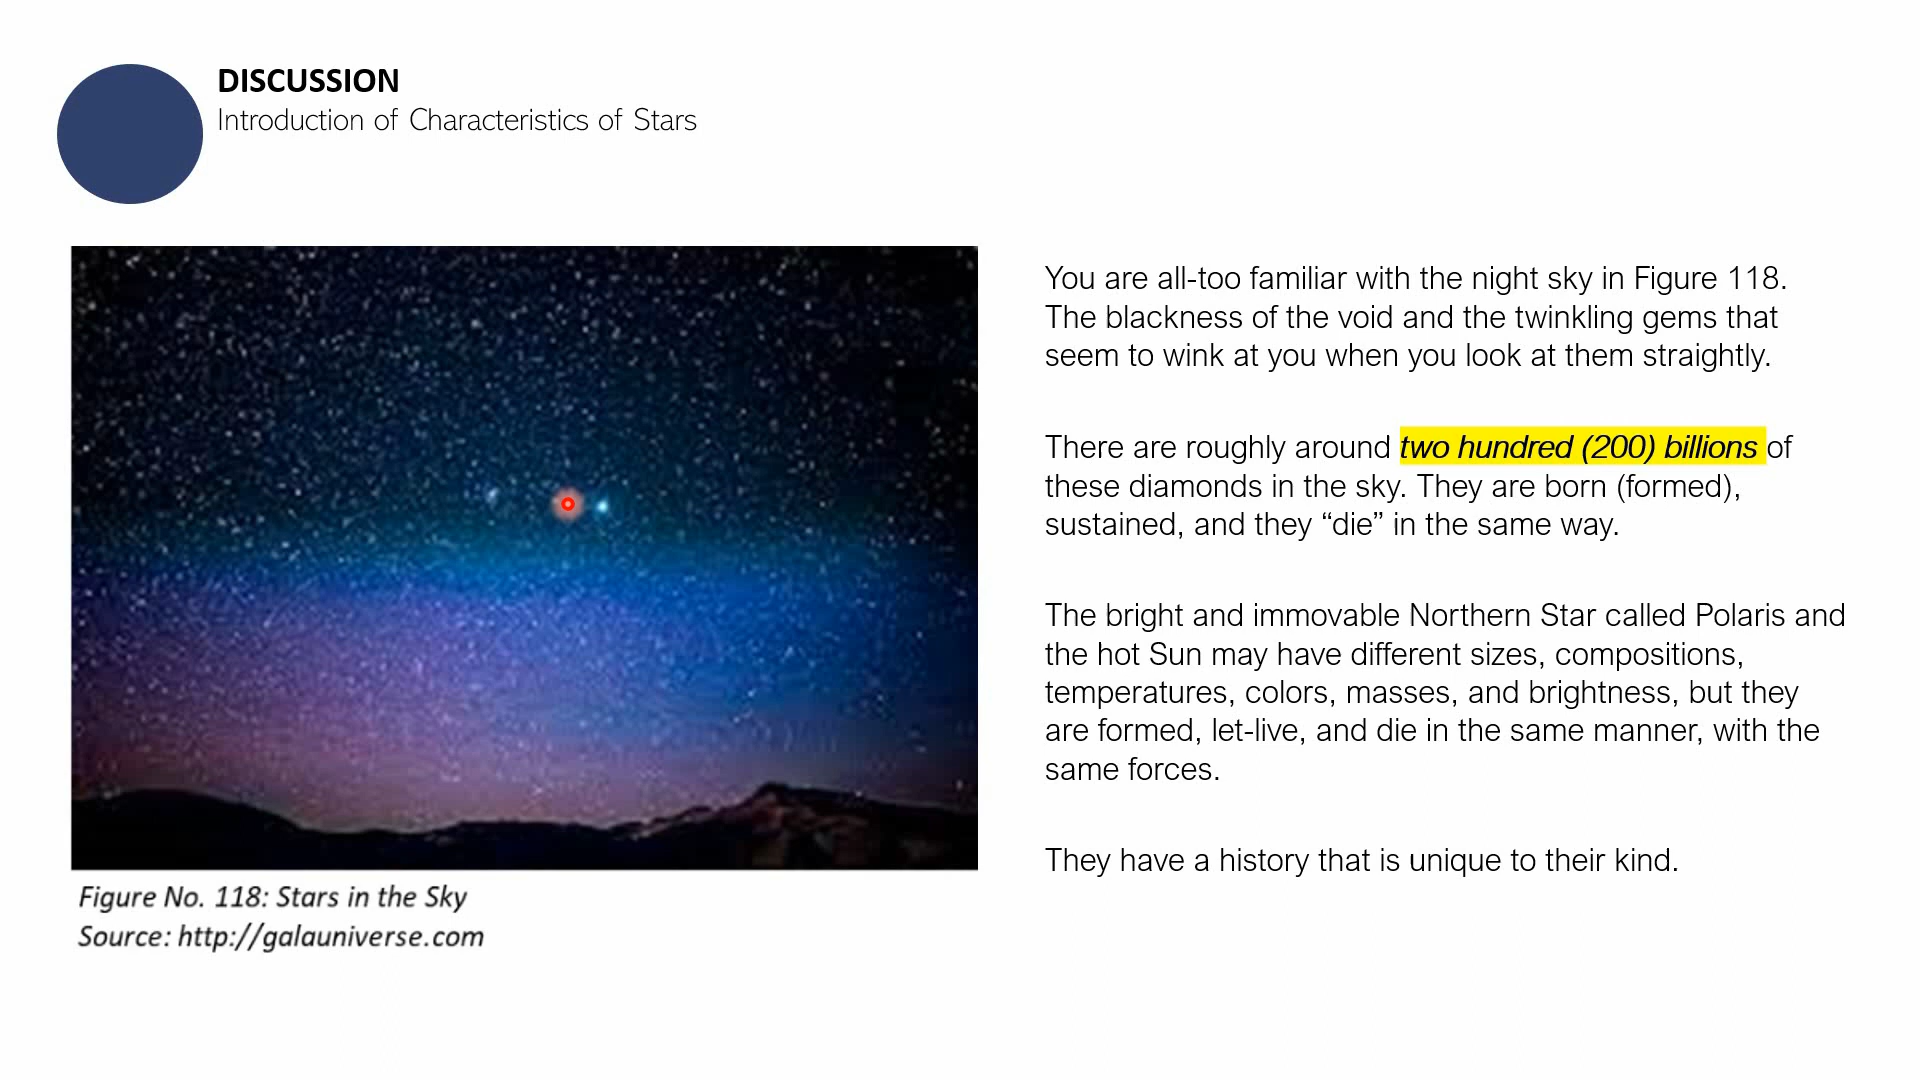 DISCUSSION
Introduction of Characteristics of Stars
You are all-too familiar with the night sky in Figure 118.
The blackness of the void and the twinkling gems that
seem to wink at you when you look at them straightly.
There are roughly around two hundred (200) billions of
these diamonds in the sky. They are born (formed),
sustained, and they “die” in the same way.
The bright and immovable Northern Star called Polaris and
the hot Sun may have different sizes, compositions,
temperatures, colors, masses, and brightness, but they
are formed, let-live, and die in the same manner, with the
same forces.
They have a history that is unique to their kind.
Figure No. 118: Stars in the Sky
Source: http://galauniverse.com